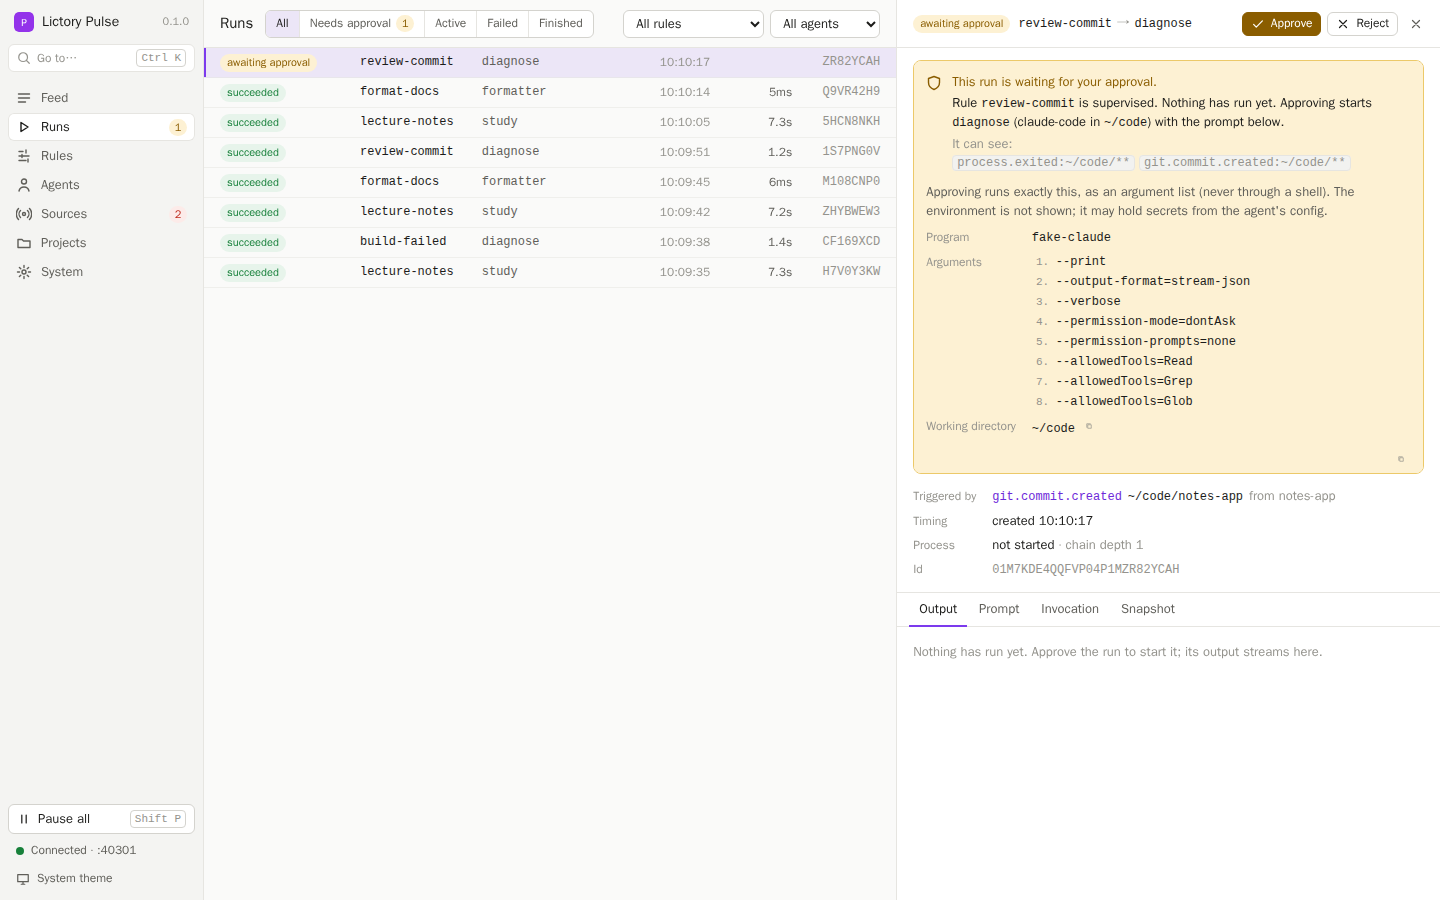 P Lictory Pulse 0.1.0
Go to··· Ctrl K
Feed
Runs 1
Rules
Agents
Sources 2
Projects
System
Pause all Shift P
Connected · :40301
System theme
Runs All Needs approval 1 Active Failed Finished All rules All agents
awaiting approval review-commit diagnose 10:10:17 ZR82YCAH
succeeded format-docs formatter 10:10:14 5ms Q9VR42H9
succeeded lecture-notes study 10:10:05 7.3s 5HCN8NKH
succeeded review-commit diagnose 10:09:51 1.2s 1S7PNG0V
succeeded format-docs formatter 10:09:45 6ms M108CNP0
succeeded lecture-notes study 10:09:42 7.2s ZHYBWEW3
succeeded build-failed diagnose 10:09:38 1.4s CF169XCD
succeeded lecture-notes study 10:09:35 7.3s H7V0Y3KW
awaiting approval review-commit → diagnose Approve Reject
This run is waiting for your approval.
Rule review-commit is supervised. Nothing has run yet. Approving starts
diagnose (claude-code in ~/code) with the prompt below.
It can see:
process.exited:~/code/** git.commit.created:~/code/**
Approving runs exactly this, as an argument list (never through a shell). The
environment is not shown; it may hold secrets from the agent's config.
Program fake-claude
Arguments 1. --print
2. --output-format=stream-json
3. --verbose
4. --permission-mode=dontAsk
5. --permission-prompts=none
6. --allowedTools=Read
7. --allowedTools=Grep
8. --allowedTools=Glob
Working directory ~/code
Triggered by git.commit.created ~/code/notes-app from notes-app
Timing created 10:10:17
Process not started · chain depth 1
Id 01M7KDE4QQFVP04P1MZR82YCAH
Output Prompt Invocation Snapshot
Nothing has run yet. Approve the run to start it; its output streams here.